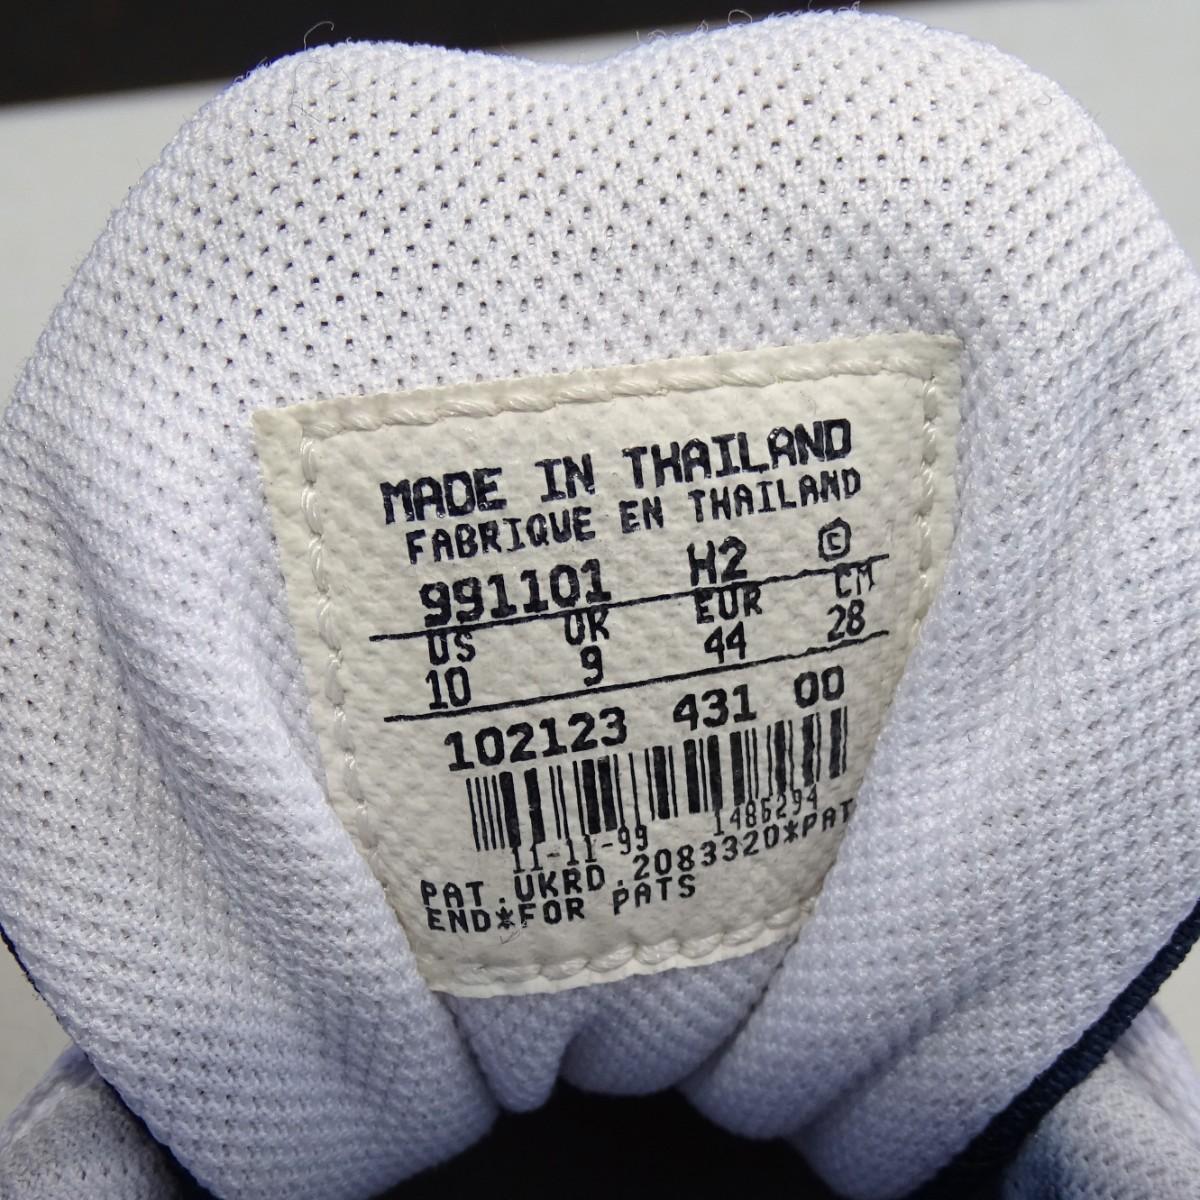 MADE IN THAILAND
FABRIQUE EN THAILAND
991101 H2 Ⓒ
US UK EUR CM
10 9 44 28
102123 431 00
11-11-99 1486294
PAT.UKRD.2083320*PAT
END*FOR PATS